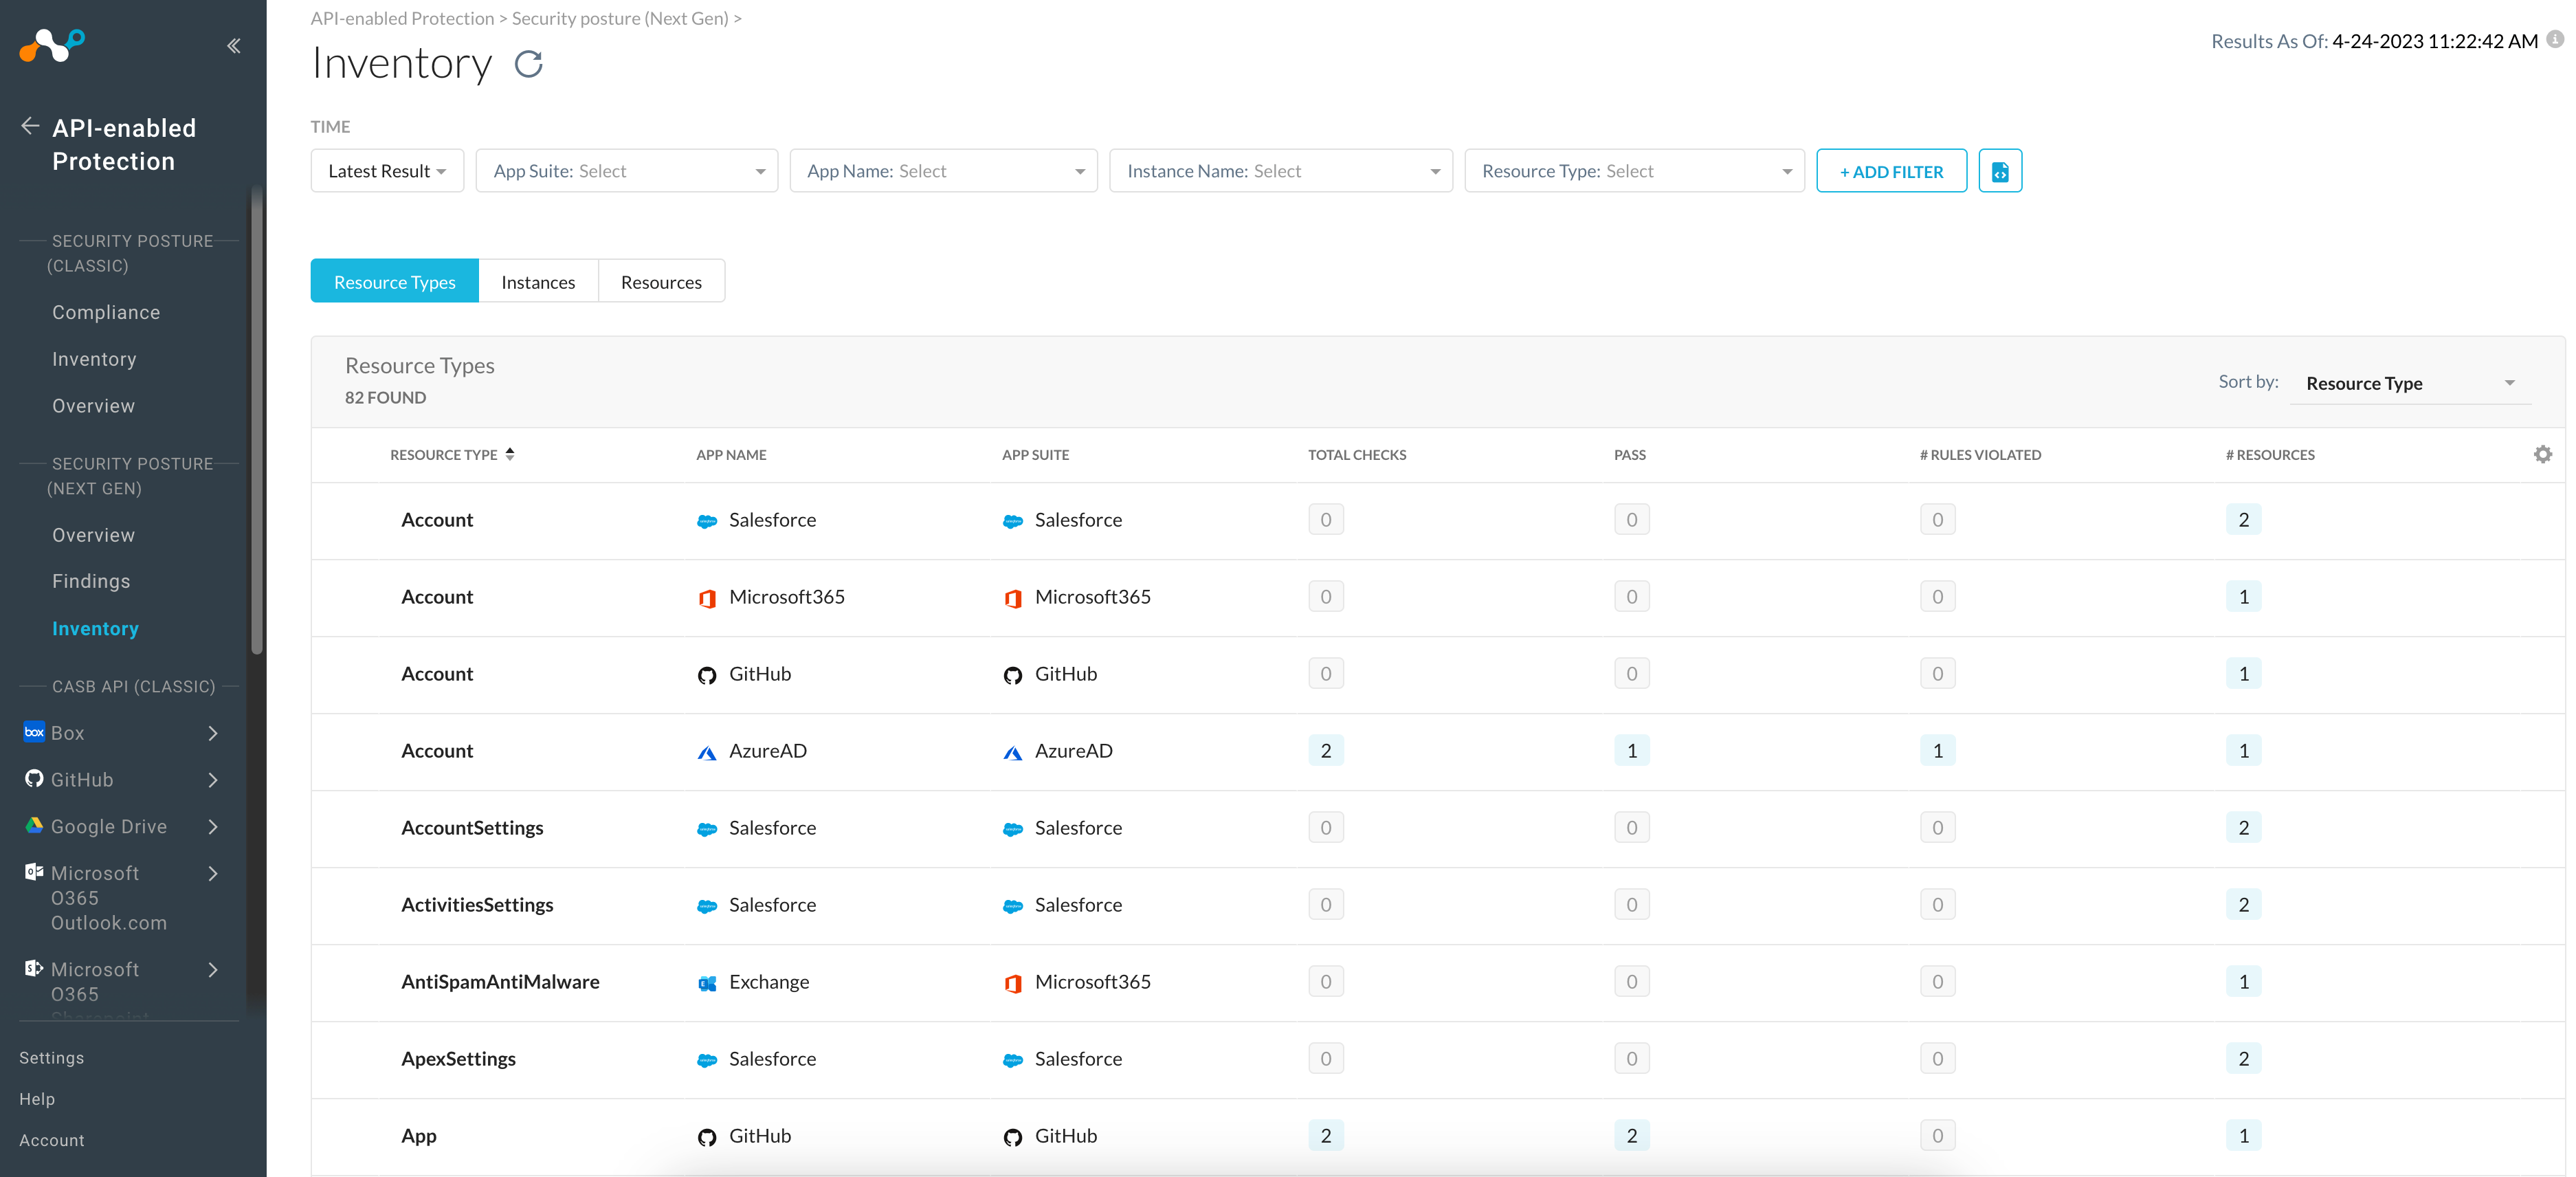 API-enabled Protection > Security posture (Next Gen) >
Inventory
Results As Of: 4-24-2023 11:22:42 AM
API-enabled
Protection
SECURITY POSTURE
(CLASSIC)
Compliance
Inventory
Overview
SECURITY POSTURE
(NEXT GEN)
Overview
Findings
Inventory
CASB API (CLASSIC)
box Box
GitHub
Google Drive
Microsoft
O365
Outlook.com
Microsoft
O365
Sharepoint
Settings
Help
Account
TIME
Latest Result App Suite: Select App Name: Select Instance Name: Select Resource Type: Select + ADD FILTER
Resource Types Instances Resources
Resource Types
82 FOUND
Sort by: Resource Type
RESOURCE TYPE APP NAME APP SUITE TOTAL CHECKS PASS # RULES VIOLATED # RESOURCES
Account Salesforce Salesforce 0 0 0 2
Account Microsoft365 Microsoft365 0 0 0 1
Account GitHub GitHub 0 0 0 1
Account AzureAD AzureAD 2 1 1 1
AccountSettings Salesforce Salesforce 0 0 0 2
ActivitiesSettings Salesforce Salesforce 0 0 0 2
AntiSpamAntiMalware Exchange Microsoft365 0 0 0 1
ApexSettings Salesforce Salesforce 0 0 0 2
App GitHub GitHub 2 2 0 1